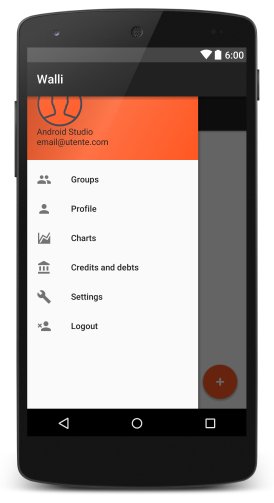 6:00
Walli
Android Studio
email@utente.com
Groups
Profile
Charts
Credits and debts
Settings
Logout